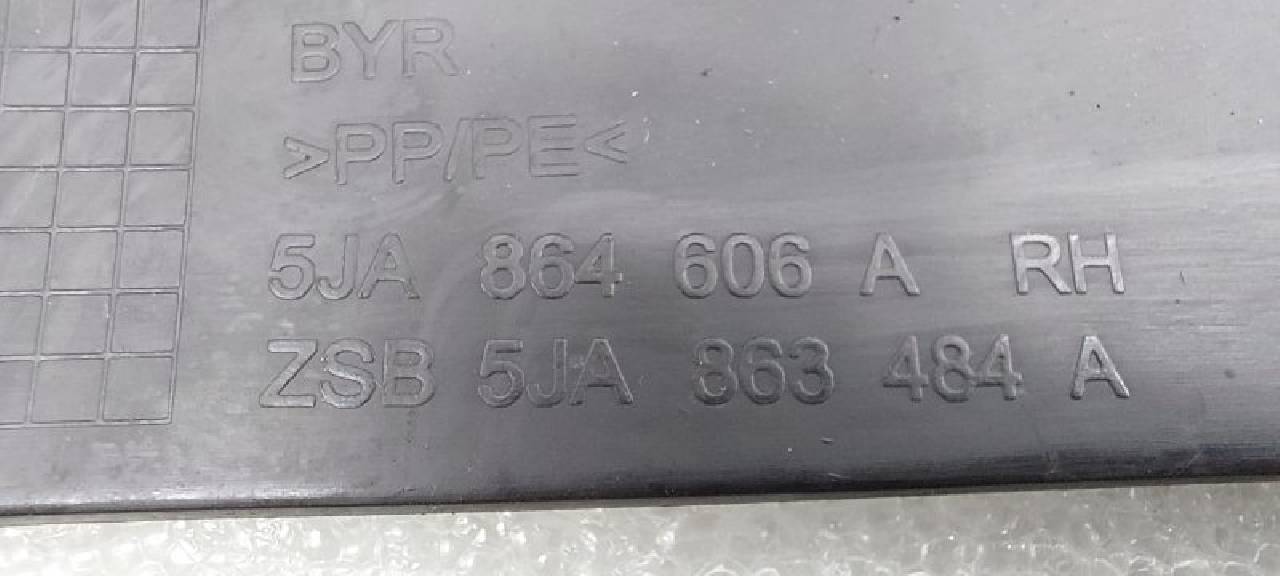 BYR
>PP/PE<
5JA 864 606 A RH
ZSB 5JA 863 484 A